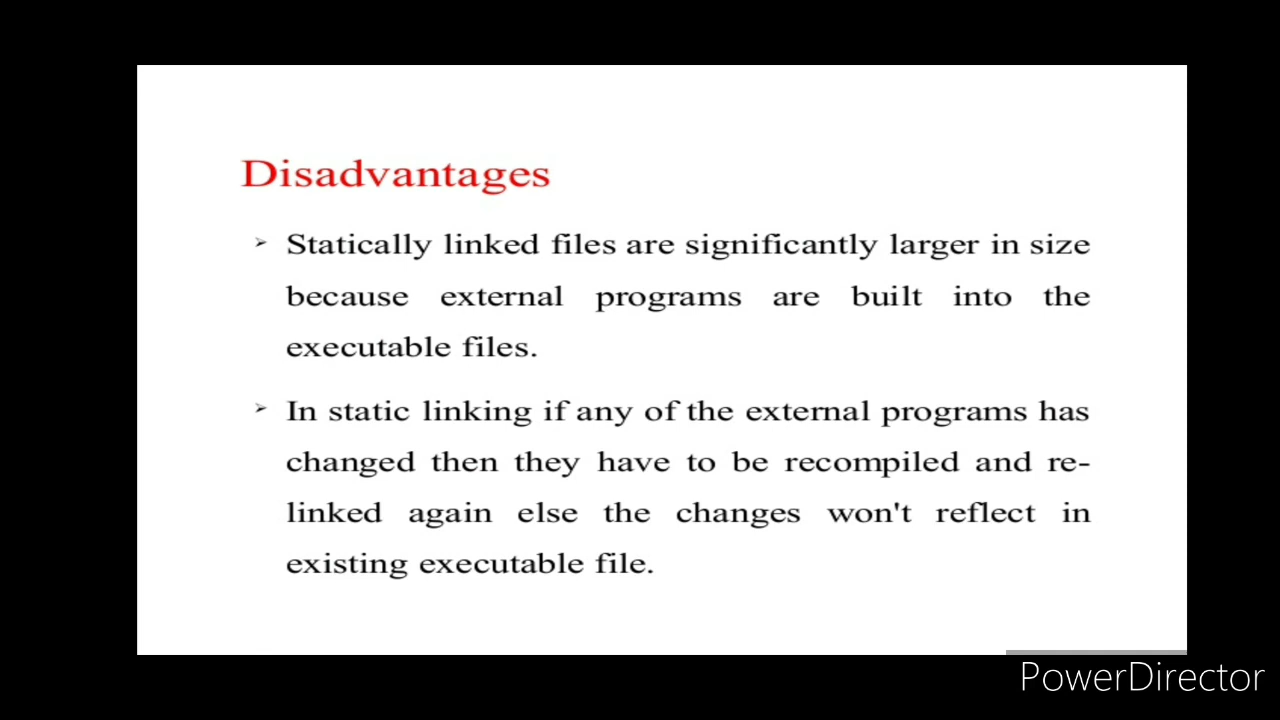 Disadvantages
➢ Statically linked files are significantly larger in size
because external programs are built into the
executable files.
➢ In static linking if any of the external programs has
changed then they have to be recompiled and re-
linked again else the changes won't reflect in
existing executable file.
PowerDirector